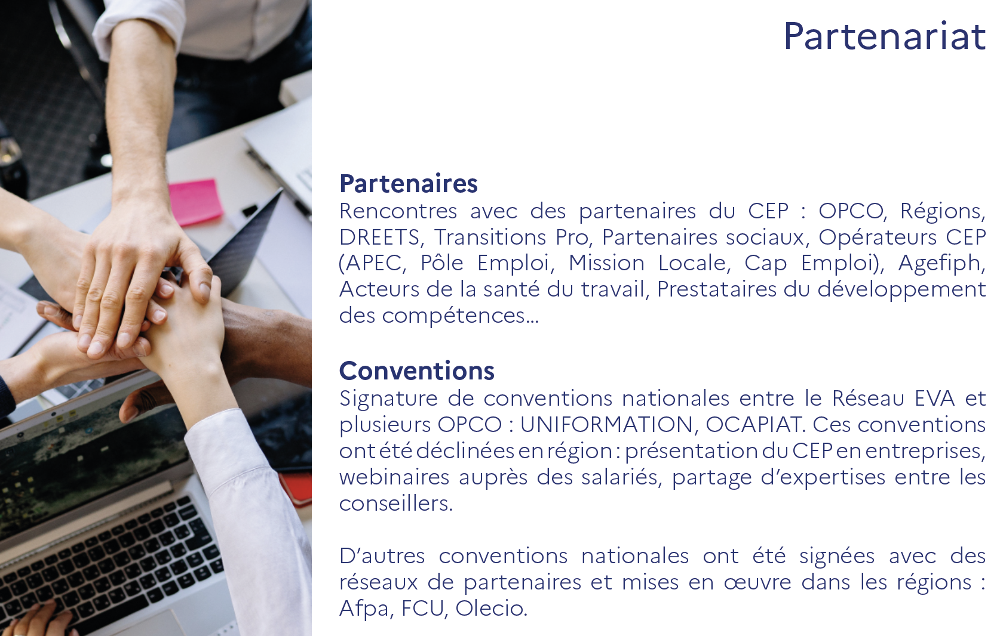 Partenariat
Partenaires
Rencontres avec des partenaires du CEP : OPCO, Régions,
DREETS, Transitions Pro, Partenaires sociaux, Opérateurs CEP
(APEC, Pôle Emploi, Mission Locale, Cap Emploi), Agefiph,
Acteurs de la santé du travail, Prestataires du développement
des compétences...
Conventions
Signature de conventions nationales entre le Réseau EVA et
plusieurs OPCO : UNIFORMATION, OCAPIAT. Ces conventions
ont été déclinées en région : présentation du CEP en entreprises,
webinaires auprès des salariés, partage d’expertises entre les
conseillers.
D’autres conventions nationales ont été signées avec des
réseaux de partenaires et mises en œuvre dans les régions :
Afpa, FCU, Olecio.